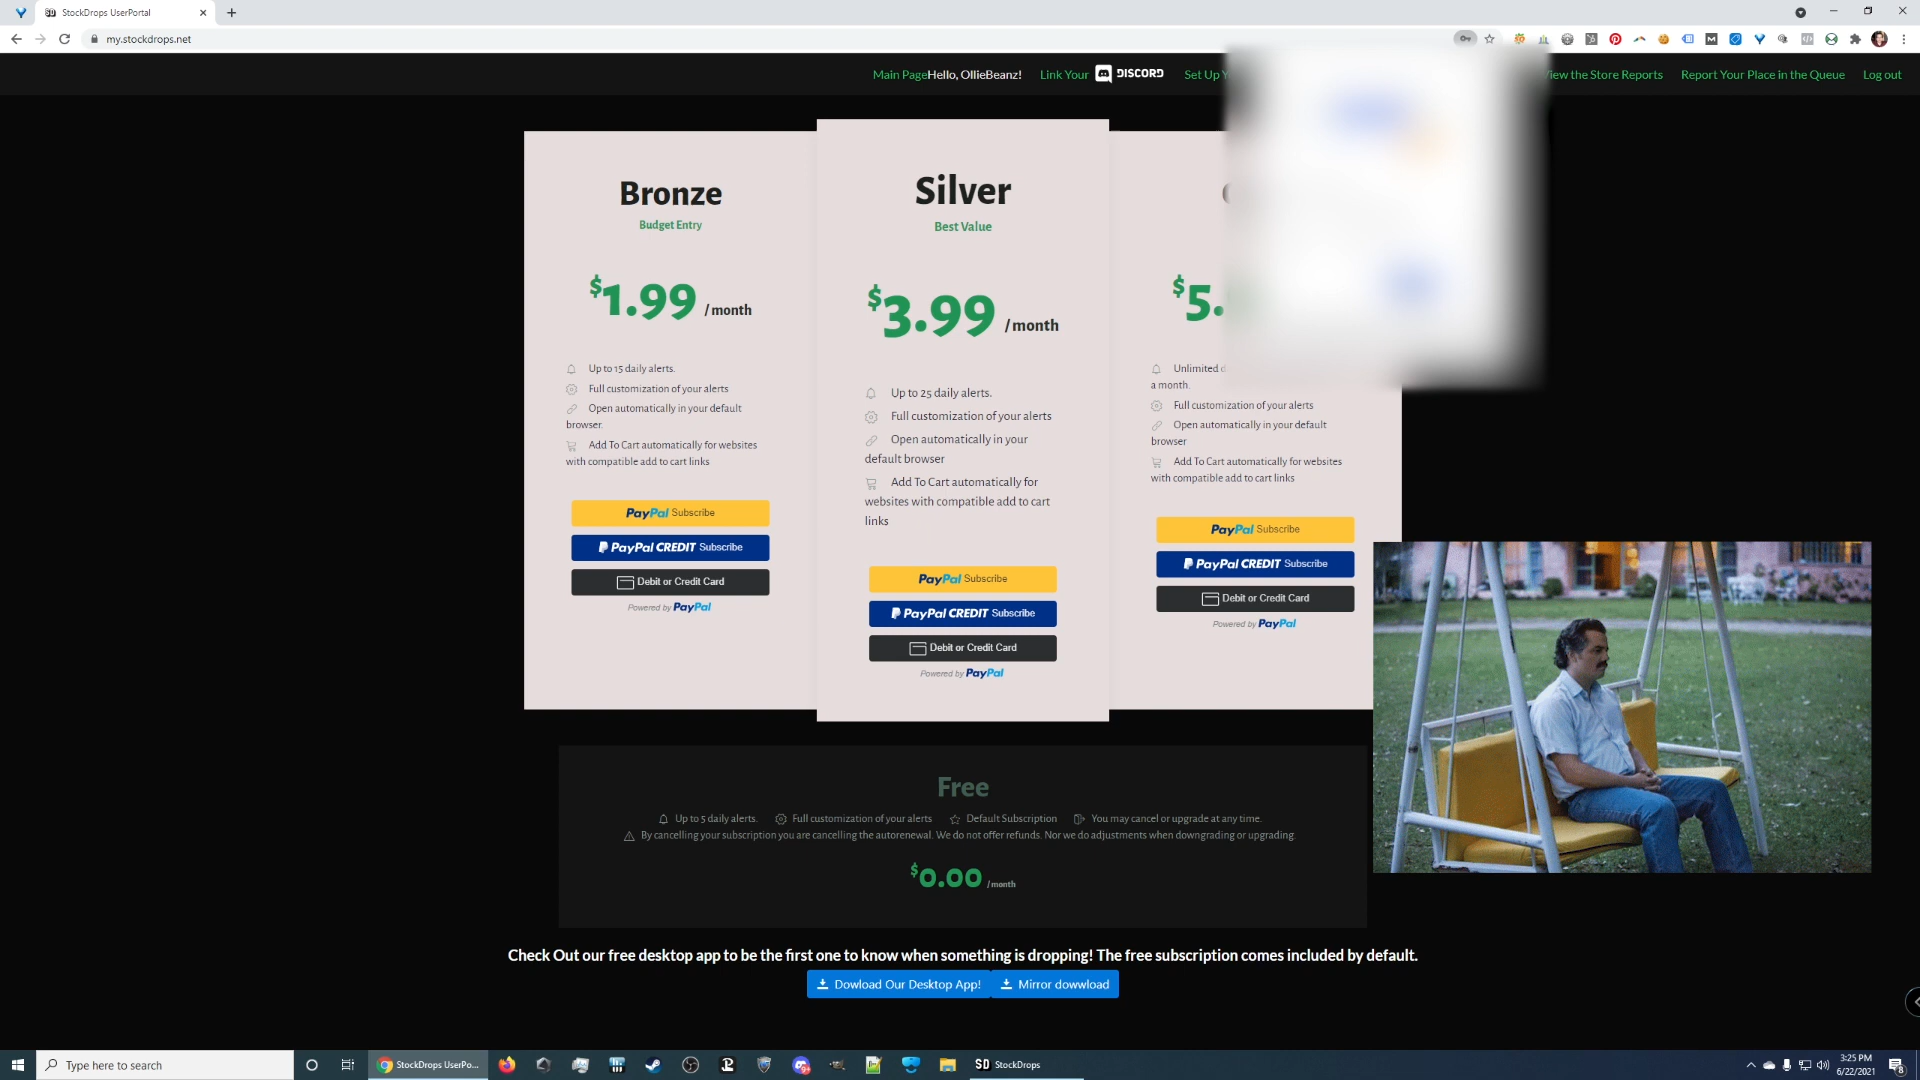 StockDrops UserPortal
my.stockdrops.net
Main Page Hello, OllieBeanz! Link Your DISCORD Set Up View the Store Reports Report Your Place in the Queue Log out
Bronze
Budget Entry
$1.99 /month
Up to 15 daily alerts.
Full customization of your alerts
Open automatically in your default
browser.
Add To Cart automatically for websites
with compatible add to cart links
PayPal Subscribe
PayPal CREDIT Subscribe
Debit or Credit Card
Powered by PayPal
Silver
Best Value
$3.99 /month
Up to 25 daily alerts.
Full customization of your alerts
Open automatically in your
default browser
Add To Cart automatically for
websites with compatible add to cart
links
PayPal Subscribe
PayPal CREDIT Subscribe
Debit or Credit Card
Powered by PayPal
$5.
Unlimited
a month.
Full customization of your alerts
Open automatically in your default
browser
Add To Cart automatically for websites
with compatible add to cart links
PayPal Subscribe
PayPal CREDIT Subscribe
Debit or Credit Card
Powered by PayPal
Free
Up to 5 daily alerts. Full customization of your alerts Default Subscription You may cancel or upgrade at any time.
By cancelling your subscription you are cancelling the autorenewal. We do not offer refunds. Nor we do adjustments when downgrading or upgrading.
$0.00 /month
Check Out our free desktop app to be the first one to know when something is dropping! The free subscription comes included by default.
Dowload Our Desktop App! Mirror dowwload
Type here to search
StockDrops UserPo...
SD StockDrops
3:25 PM
6/22/2021